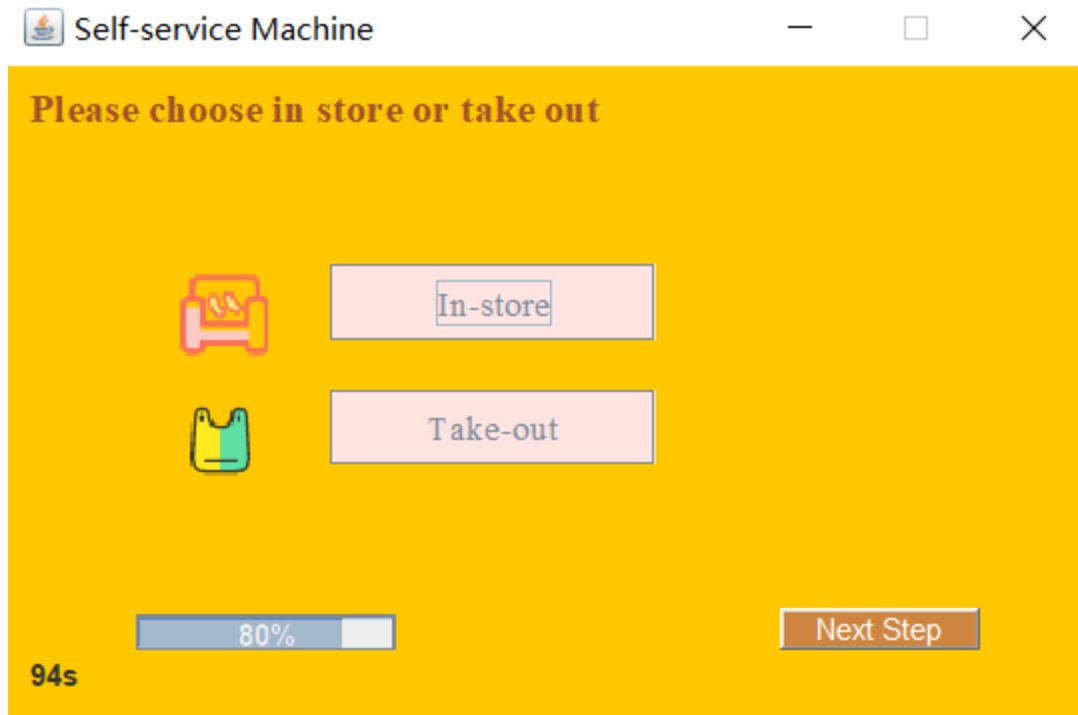 Self-service Machine
Please choose in store or take out
In-store
Take-out
80%
Next Step
94s